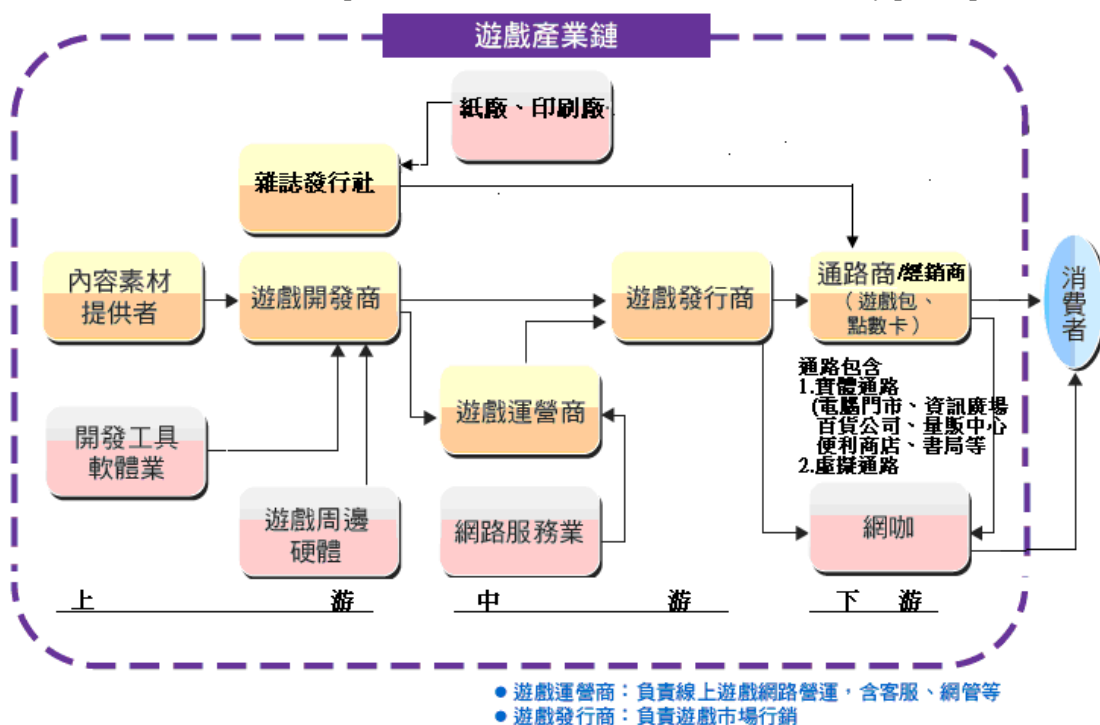 遊戲產業鏈
紙廠、印刷廠
雜誌發行社
內容素材
提供者
遊戲開發商
遊戲發行商
通路商/經銷商
（遊戲包、
點數卡）
消費者
通路包含
1.實體通路
(電腦門市、資訊廣場
百貨公司、量販中心
便利商店、書局等
2.虛擬通路
遊戲運營商
開發工具
軟體業
遊戲周邊
硬體
網路服務業
網咖
上 游
中 游
下 游
● 遊戲運營商：負責線上遊戲網路營運，含客服、網管等
● 遊戲發行商：負責遊戲市場行銷